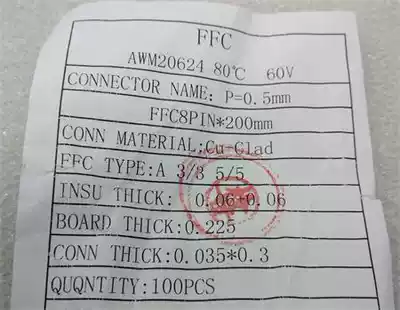 FFC
AWM20624 80℃ 60V
CONNECTOR NAME: P=0.5mm
FFC8PIN*200mm
CONN MATERIAL:Cu-Clad
FFC TYPE:A 3/3 5/5
INSU THICK: 0.06+0.06
BOARD THICK:0.225
CONN THICK:0.035*0.3
QUQNTITY:100PCS